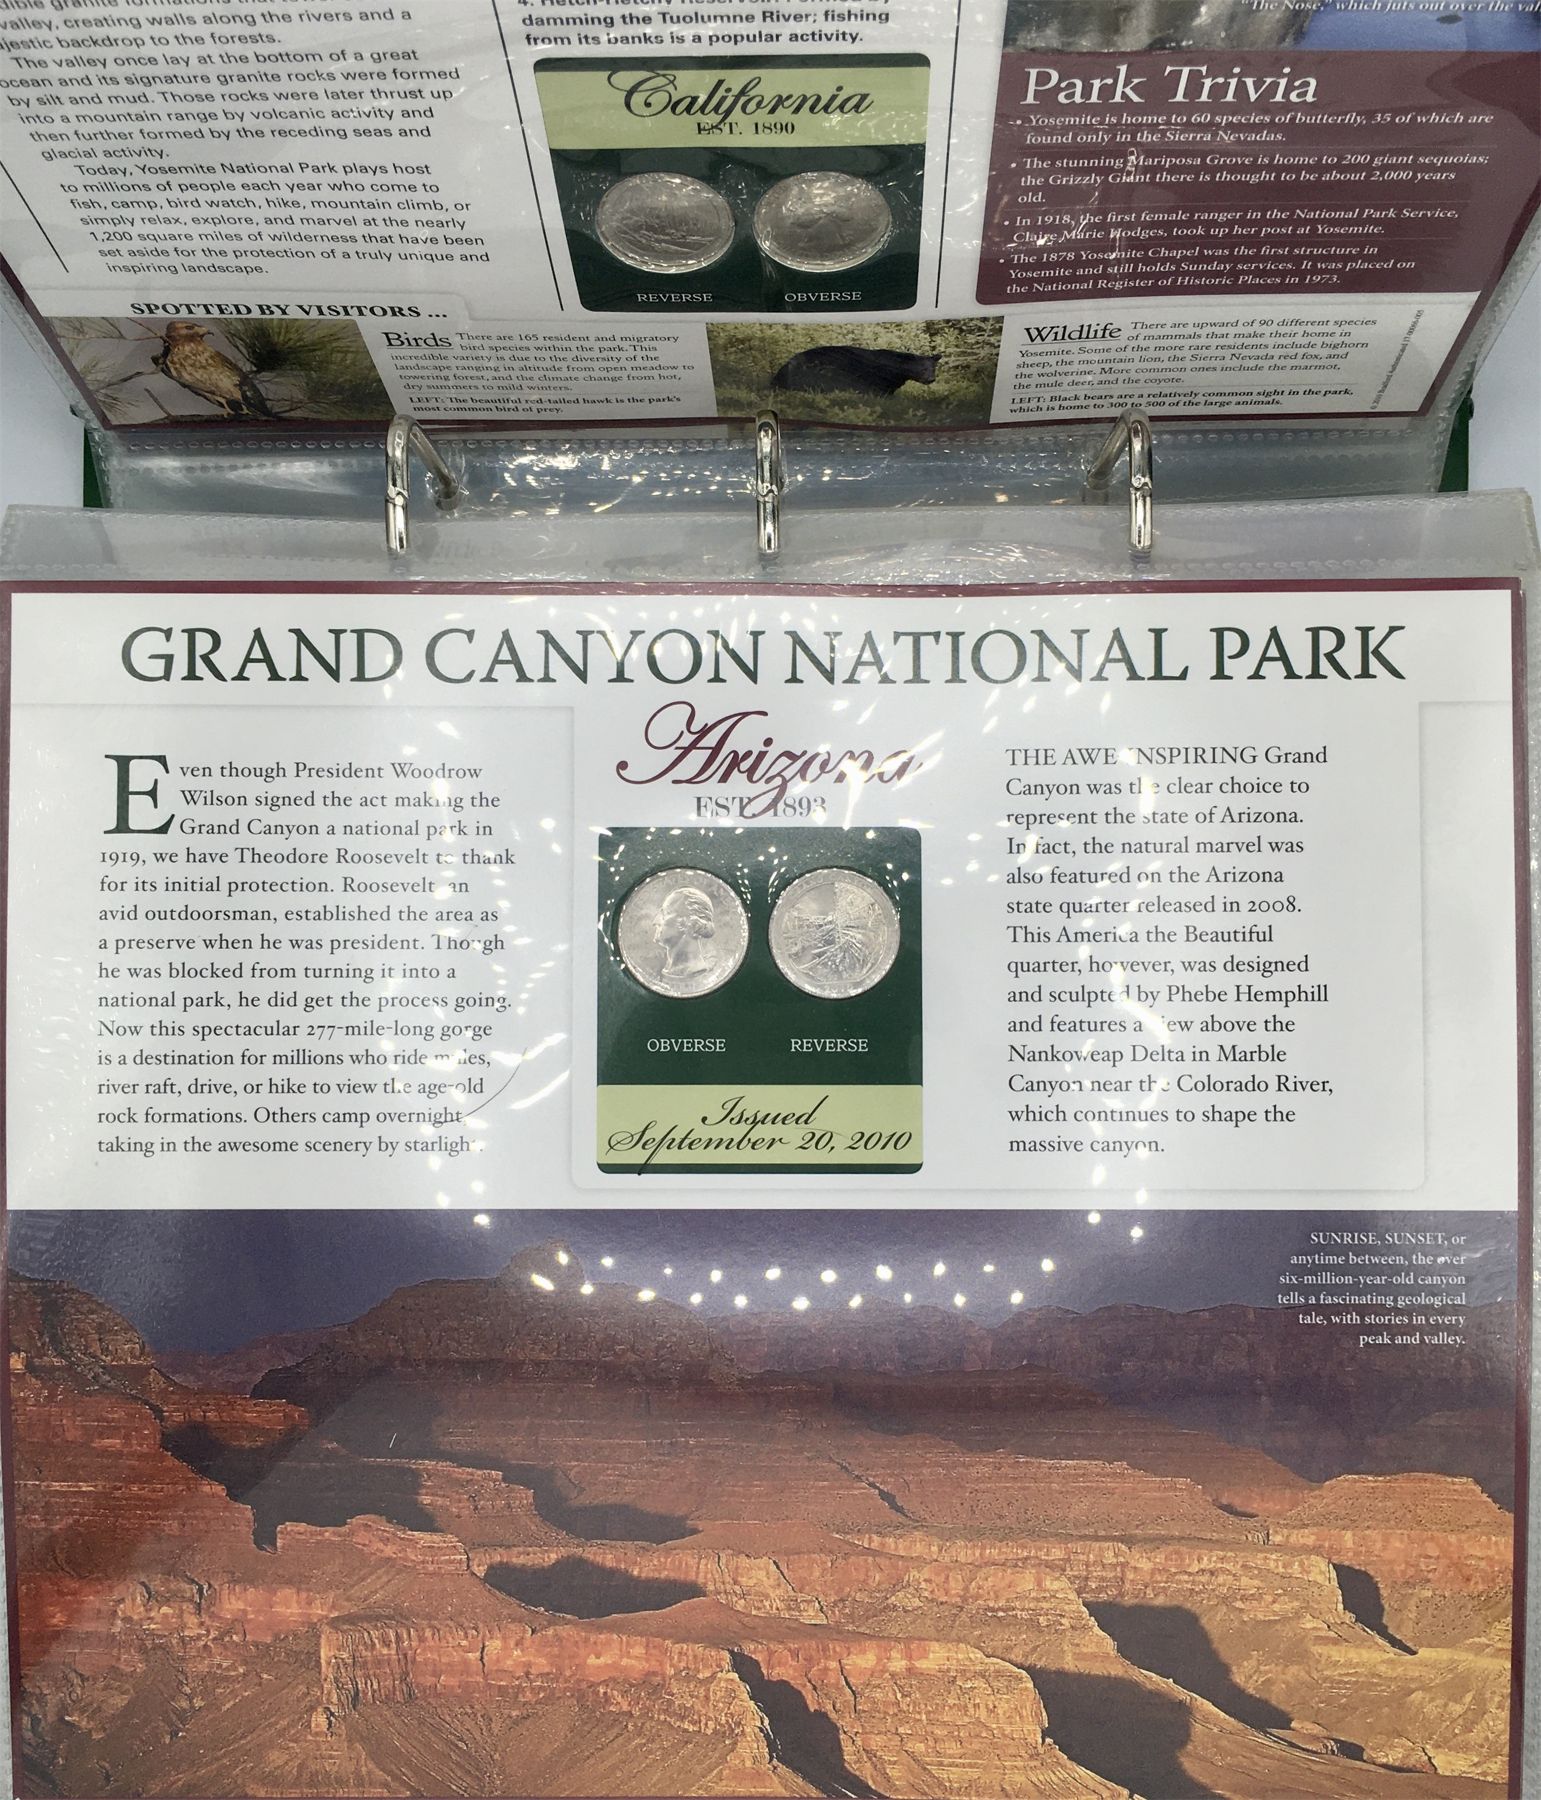 valley, creating walls along the rivers and a
backdrop to the forests.
The valley once lay at the bottom of a great
ocean and its signature granite rocks were formed
by silt and mud. Those rocks were later thrust up
into a mountain range by volcanic activity and
then further formed by the receding seas and
glacial activity.
Today, Yosemite National Park plays host
to millions of people each year who come to
fish, camp, bird watch, hike, mountain climb, or
simply relax, explore, and marvel at the nearly
1,200 square miles of wilderness that have been
set aside for the protection of a truly unique and
inspiring landscape.
damming the Tuolumne River; fishing
from its banks is a popular activity.
California
EST. 1890
REVERSE OBVERSE
"The Nose," which juts out over the
Park Trivia
• Yosemite is home to 60 species of butterfly, 35 of which are
found only in the Sierra Nevadas.
• The stunning Mariposa Grove is home to 200 giant sequoias;
the Grizzly Giant there is thought to be about 2,000 years
old.
• In 1918, the first female ranger in the National Park Service,
Claire Marie Hodges, took up her post at Yosemite.
• The 1878 Yosemite Chapel was the first structure in
Yosemite and still holds Sunday services. It was placed on
the National Register of Historic Places in 1973.
SPOTTED BY VISITORS ...
Birds There are 165 resident and migratory
bird species within the park. This
incredible variety is due to the diversity of the
landscape ranging in altitude from open meadow to
towering forest, and the climate change from hot,
dry summers to mild winters.
LEFT: The beautiful red-tailed hawk is the park's
most common bird of prey.
Wildlife There are upward of 90 different species
of mammals that make their home in
Yosemite. Some of the more rare residents include bighorn
sheep, the mountain lion, the Sierra Nevada red fox, and
the wolverine. More common ones include the marmot,
the mule deer, and the coyote.
LEFT: Black bears are a relatively common sight in the park,
which is home to 300 to 500 of the large animals.
GRAND CANYON NATIONAL PARK
Even though President Woodrow
Wilson signed the act making the
Grand Canyon a national park in
1919, we have Theodore Roosevelt to thank
for its initial protection. Roosevelt, an
avid outdoorsman, established the area as
a preserve when he was president. Though
he was blocked from turning it into a
national park, he did get the process going.
Now this spectacular 277-mile-long gorge
is a destination for millions who ride mules,
river raft, drive, or hike to view the age-old
rock formations. Others camp overnight,
taking in the awesome scenery by starlight.
Arizona
EST. 1893
OBVERSE REVERSE
Issued
September 20, 2010
THE AWE-INSPIRING Grand
Canyon was the clear choice to
represent the state of Arizona.
In fact, the natural marvel was
also featured on the Arizona
state quarter released in 2008.
This America the Beautiful
quarter, however, was designed
and sculpted by Phebe Hemphill
and features a view above the
Nankoweap Delta in Marble
Canyon near the Colorado River,
which continues to shape the
massive canyon.
SUNRISE, SUNSET, or
anytime between, the over
six-million-year-old canyon
tells a fascinating geological
tale, with stories in every
peak and valley.